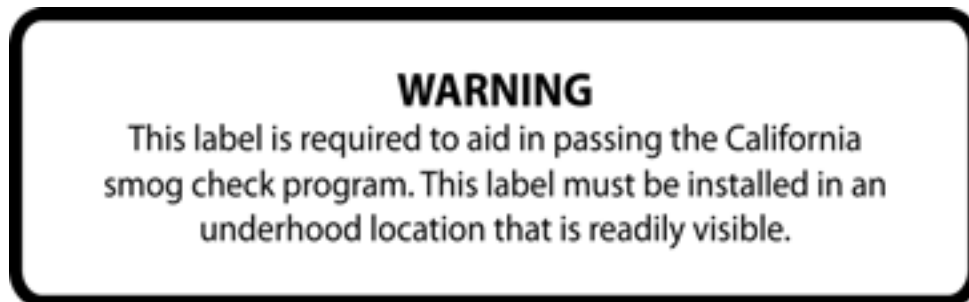 WARNING
This label is required to aid in passing the California
smog check program. This label must be installed in an
underhood location that is readily visible.